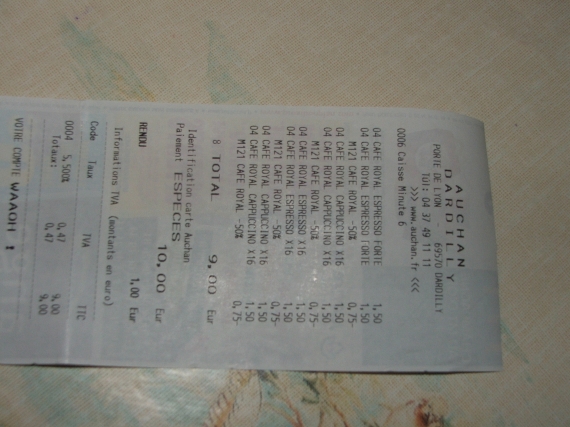 AUCHAN
DARDILLY
PORTE DE LYON - 69570 DARDILLY
Tél: 04 37 49 11 11
>>> www.auchan.fr <<<
0006 Caisse Minute 6
04 CAFE ROYAL ESPRESSO FORTE 1,50
04 CAFE ROYAL ESPRESSO FORTE 1,50
M121 CAFE ROYAL -50% 0,75-
04 CAFE ROYAL CAPPUCCINO X16 1,50
04 CAFE ROYAL CAPPUCCINO X16 1,50
M121 CAFE ROYAL -50% 0,75-
04 CAFE ROYAL ESPRESSO X16 1,50
04 CAFE ROYAL ESPRESSO X16 1,50
M121 CAFE ROYAL -50% 0,75-
04 CAFE ROYAL CAPPUCCINO X16 1,50
04 CAFE ROYAL CAPPUCCINO X16 1,50
M121 CAFE ROYAL -50% 0,75-
8 TOTAL 9,00 Eur
Identification carte Auchan
Paiement ESPECES 10,00 Eur
RENDU 1,00 Eur
Informations TVA (montants en euro)
Code Taux TVA TTC
0004 5,500% 0,47 9,00
Totaux: 0,47 9,00
VOTRE COMPTE WAAOH !